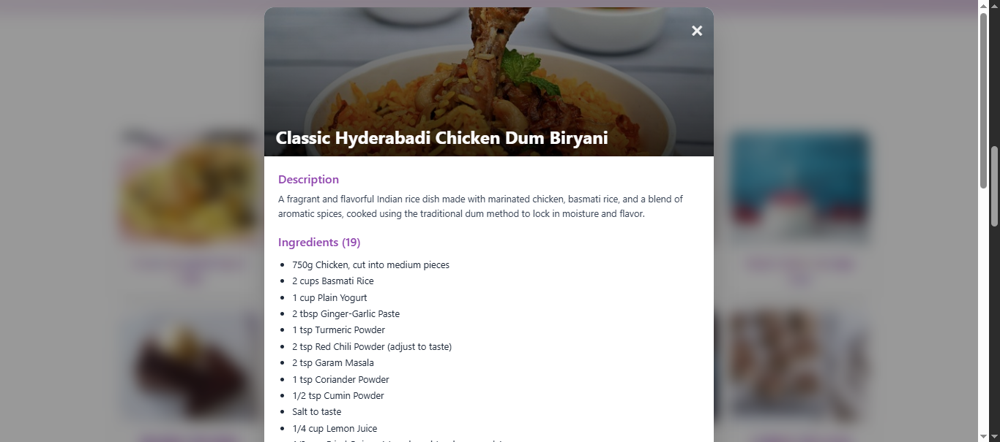 ×
Classic Hyderabadi Chicken Dum Biryani
Description
A fragrant and flavorful Indian rice dish made with marinated chicken, basmati rice, and a blend of
aromatic spices, cooked using the traditional dum method to lock in moisture and flavor.
Ingredients (19)
• 750g Chicken, cut into medium pieces
• 2 cups Basmati Rice
• 1 cup Plain Yogurt
• 2 tbsp Ginger-Garlic Paste
• 1 tsp Turmeric Powder
• 2 tsp Red Chili Powder (adjust to taste)
• 2 tsp Garam Masala
• 1 tsp Coriander Powder
• 1/2 tsp Cumin Powder
• Salt to taste
• 1/4 cup Lemon Juice